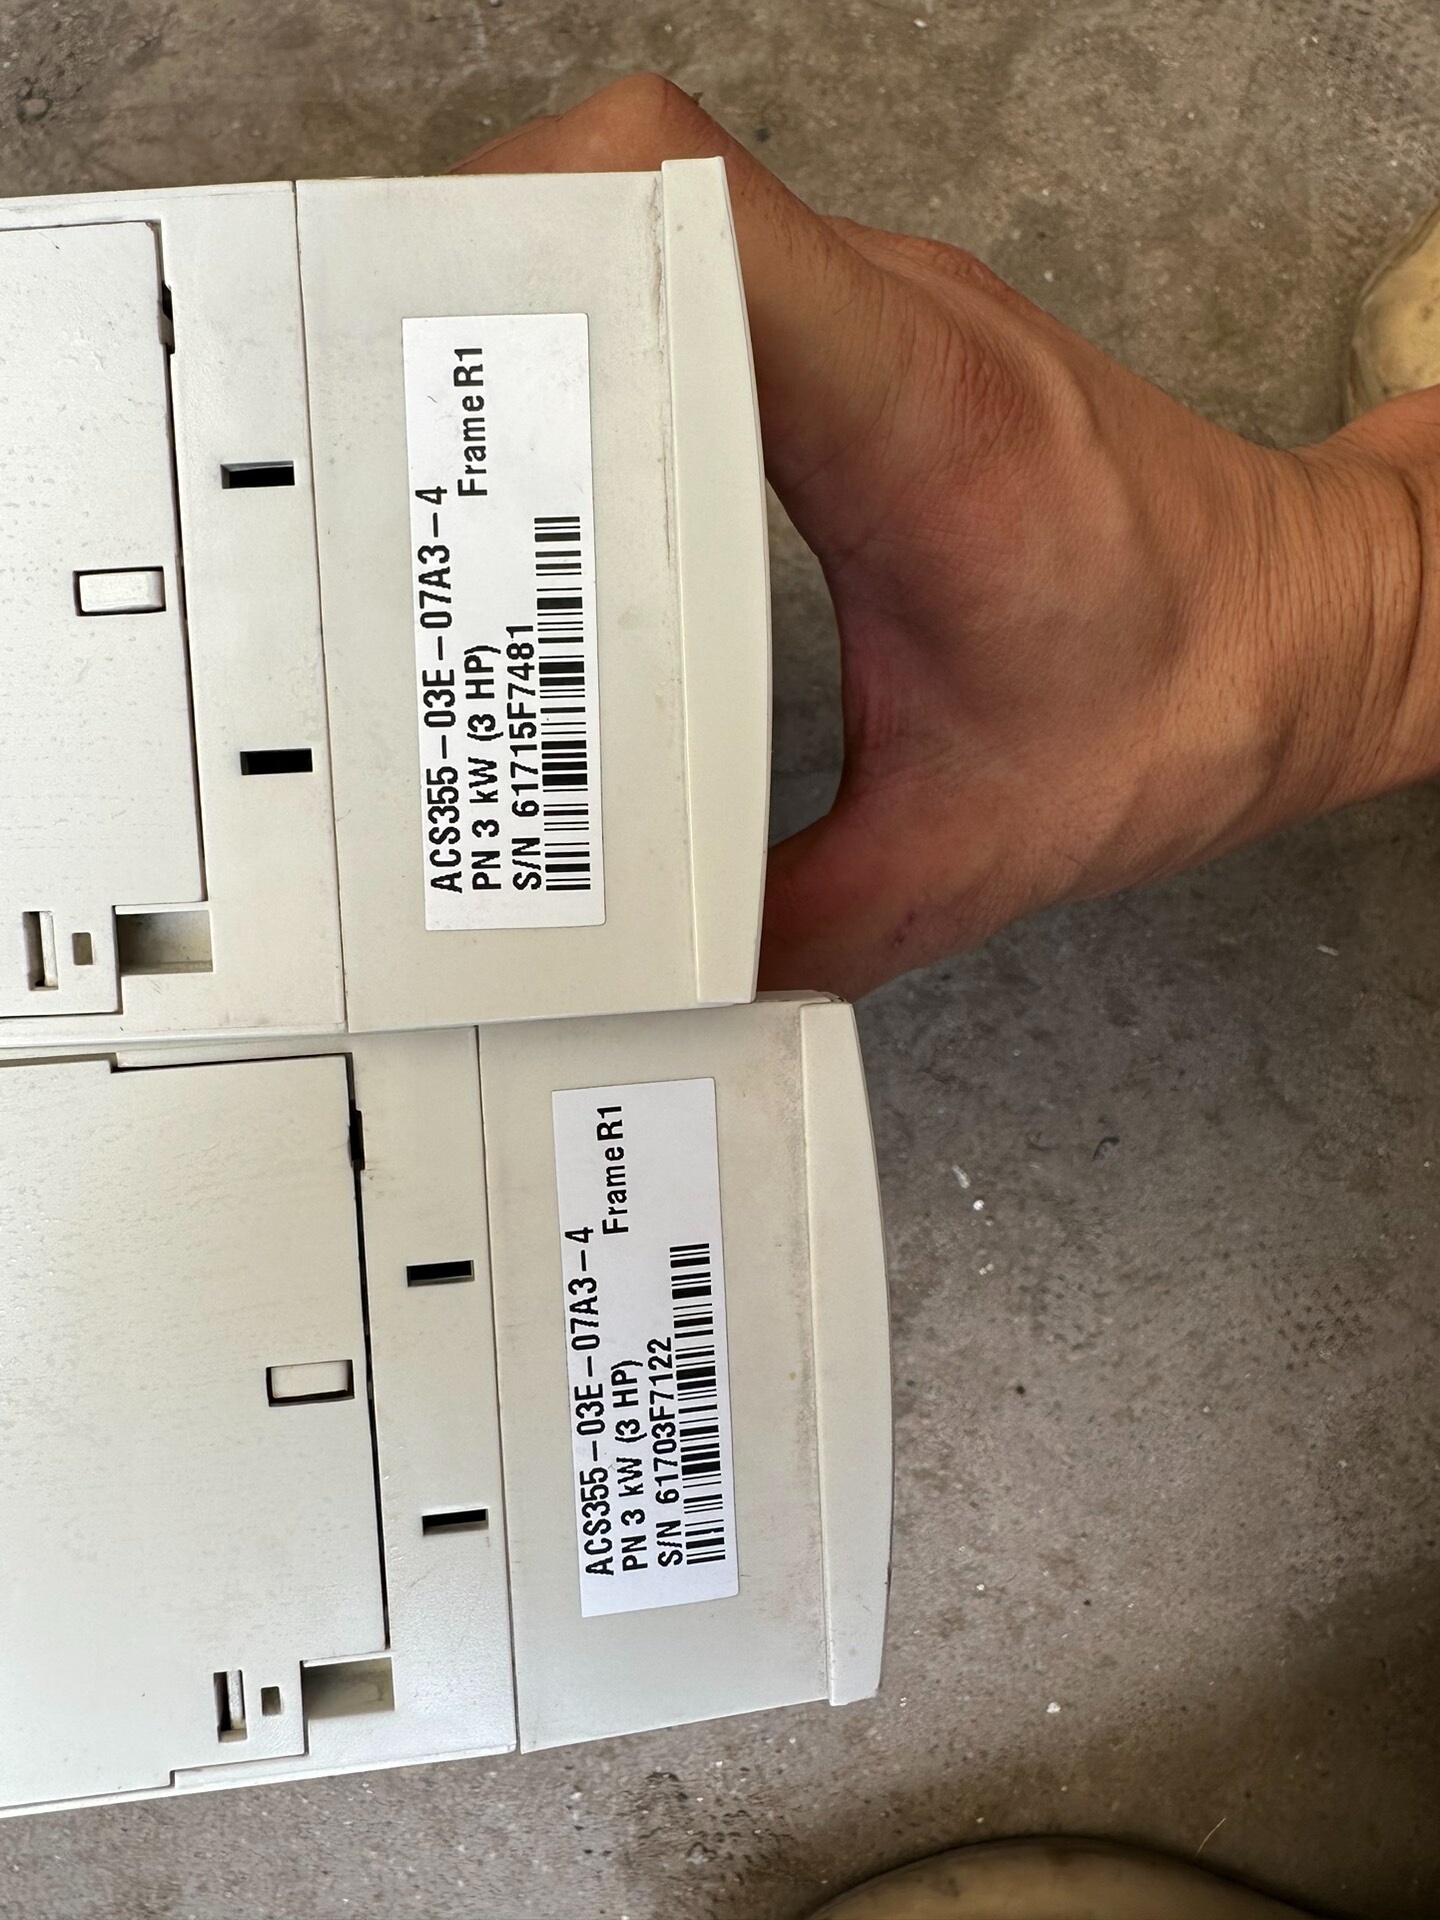 ACS355-03E-07A3-4
PN 3 kW (3 HP) Frame R1
S/N 61715F7481
ACS355-03E-07A3-4
PN 3 kW (3 HP) Frame R1
S/N 61703F7122